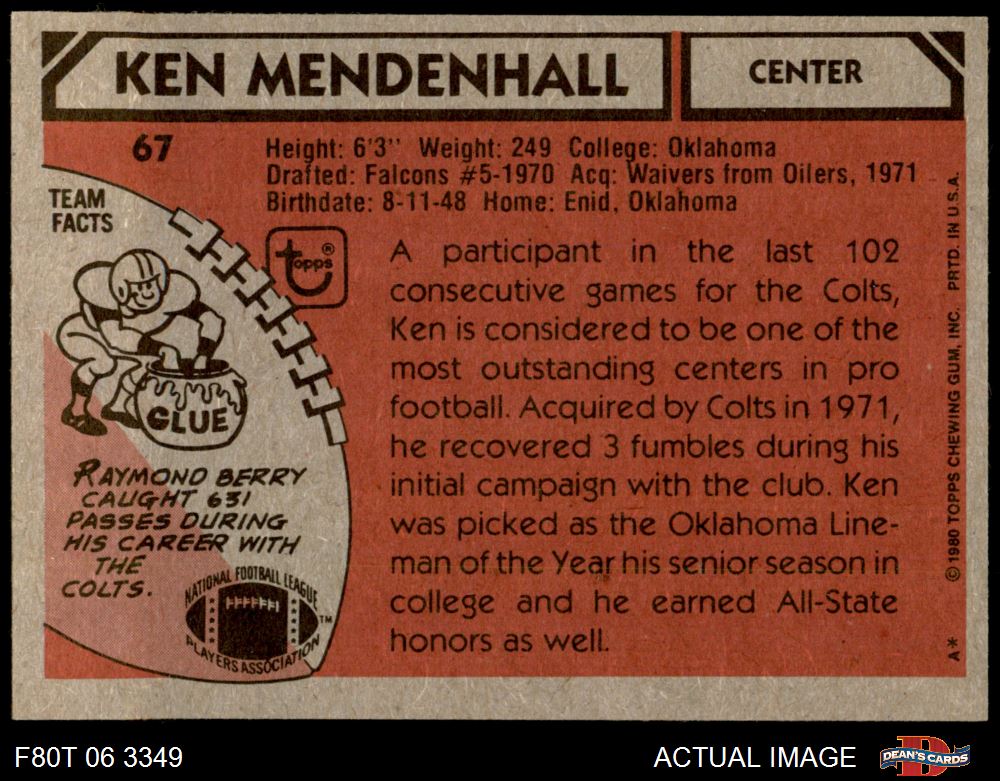 KEN MENDENHALL
CENTER
67
Height: 6'3" Weight: 249 College: Oklahoma
Drafted: Falcons #5-1970 Acq: Waivers from Oilers, 1971
Birthdate: 8-11-48 Home: Enid, Oklahoma
TEAM
FACTS
topps®
GLUE
RAYMOND BERRY
CAUGHT 631
PASSES DURING
HIS CAREER WITH
THE
COLTS.
NATIONAL FOOTBALL LEAGUE
PLAYERS ASSOCIATION
TM
A participant in the last 102
consecutive games for the Colts,
Ken is considered to be one of the
most outstanding centers in pro
football. Acquired by Colts in 1971,
he recovered 3 fumbles during his
initial campaign with the club. Ken
was picked as the Oklahoma Line-
man of the Year his senior season in
college and he earned All-State
honors as well.
A* © 1980 TOPPS CHEWING GUM, INC. PRTD. IN U.S.A.
F80T 06 3349
ACTUAL IMAGE
DEAN'S CARDS